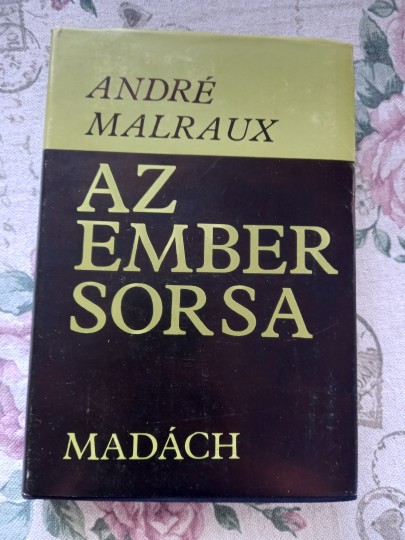 ANDRÉ
MALRAUX
AZ
EMBER
SORSA
MADÁCH